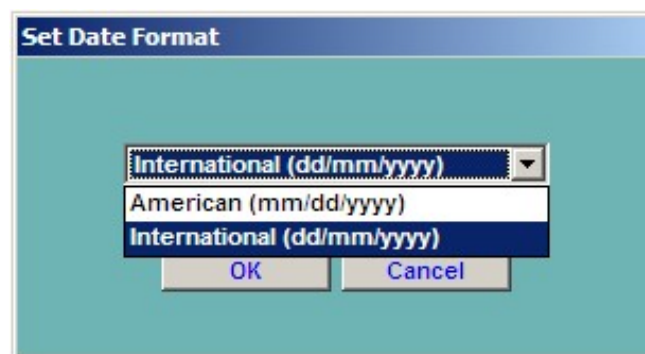 Set Date Format
International (dd/mm/yyyy)
American (mm/dd/yyyy)
International (dd/mm/yyyy)
OK Cancel